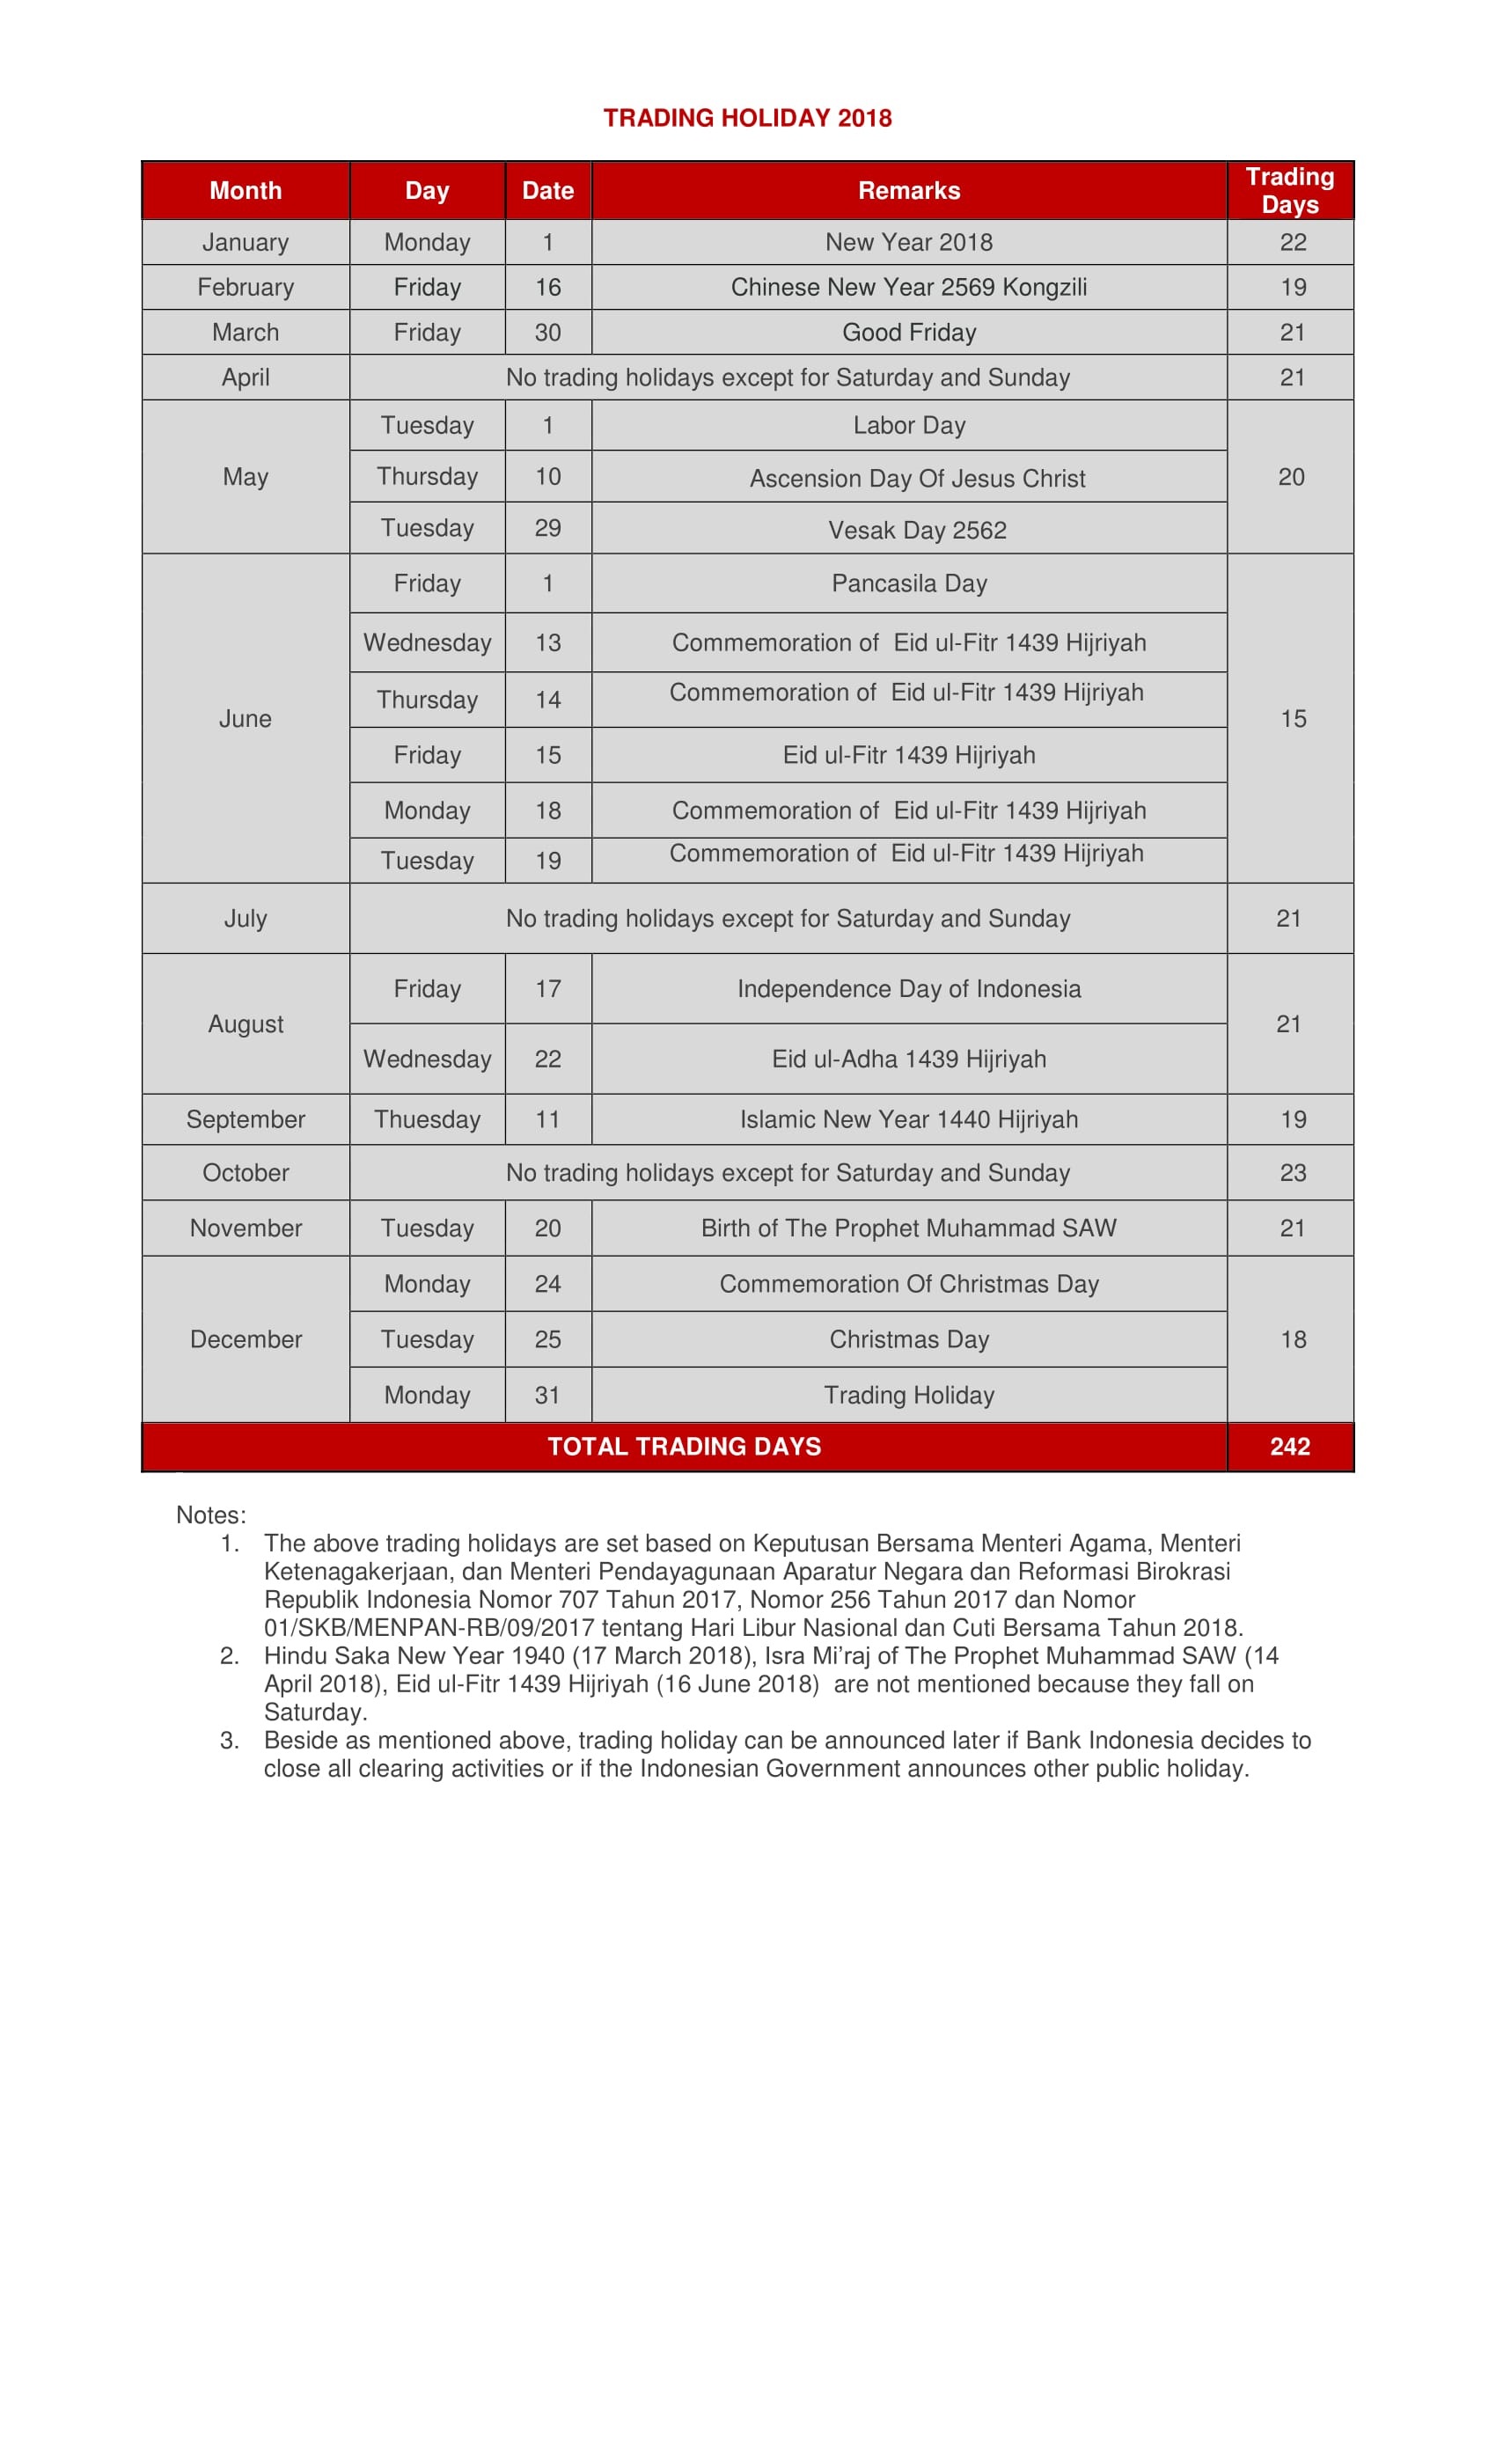 TRADING HOLIDAY 2018
Month Day Date Remarks Trading Days
January Monday 1 New Year 2018 22
February Friday 16 Chinese New Year 2569 Kongzili 19
March Friday 30 Good Friday 21
April No trading holidays except for Saturday and Sunday 21
May Tuesday 1 Labor Day 20
Thursday 10 Ascension Day Of Jesus Christ
Tuesday 29 Vesak Day 2562
June Friday 1 Pancasila Day 15
Wednesday 13 Commemoration of Eid ul-Fitr 1439 Hijriyah
Thursday 14 Commemoration of Eid ul-Fitr 1439 Hijriyah
Friday 15 Eid ul-Fitr 1439 Hijriyah
Monday 18 Commemoration of Eid ul-Fitr 1439 Hijriyah
Tuesday 19 Commemoration of Eid ul-Fitr 1439 Hijriyah
July No trading holidays except for Saturday and Sunday 21
August Friday 17 Independence Day of Indonesia 21
Wednesday 22 Eid ul-Adha 1439 Hijriyah
September Thuesday 11 Islamic New Year 1440 Hijriyah 19
October No trading holidays except for Saturday and Sunday 23
November Tuesday 20 Birth of The Prophet Muhammad SAW 21
December Monday 24 Commemoration Of Christmas Day 18
Tuesday 25 Christmas Day
Monday 31 Trading Holiday
TOTAL TRADING DAYS 242
Notes:
1. The above trading holidays are set based on Keputusan Bersama Menteri Agama, Menteri
Ketenagakerjaan, dan Menteri Pendayagunaan Aparatur Negara dan Reformasi Birokrasi
Republik Indonesia Nomor 707 Tahun 2017, Nomor 256 Tahun 2017 dan Nomor
01/SKB/MENPAN-RB/09/2017 tentang Hari Libur Nasional dan Cuti Bersama Tahun 2018.
2. Hindu Saka New Year 1940 (17 March 2018), Isra Mi’raj of The Prophet Muhammad SAW (14
April 2018), Eid ul-Fitr 1439 Hijriyah (16 June 2018) are not mentioned because they fall on
Saturday.
3. Beside as mentioned above, trading holiday can be announced later if Bank Indonesia decides to
close all clearing activities or if the Indonesian Government announces other public holiday.